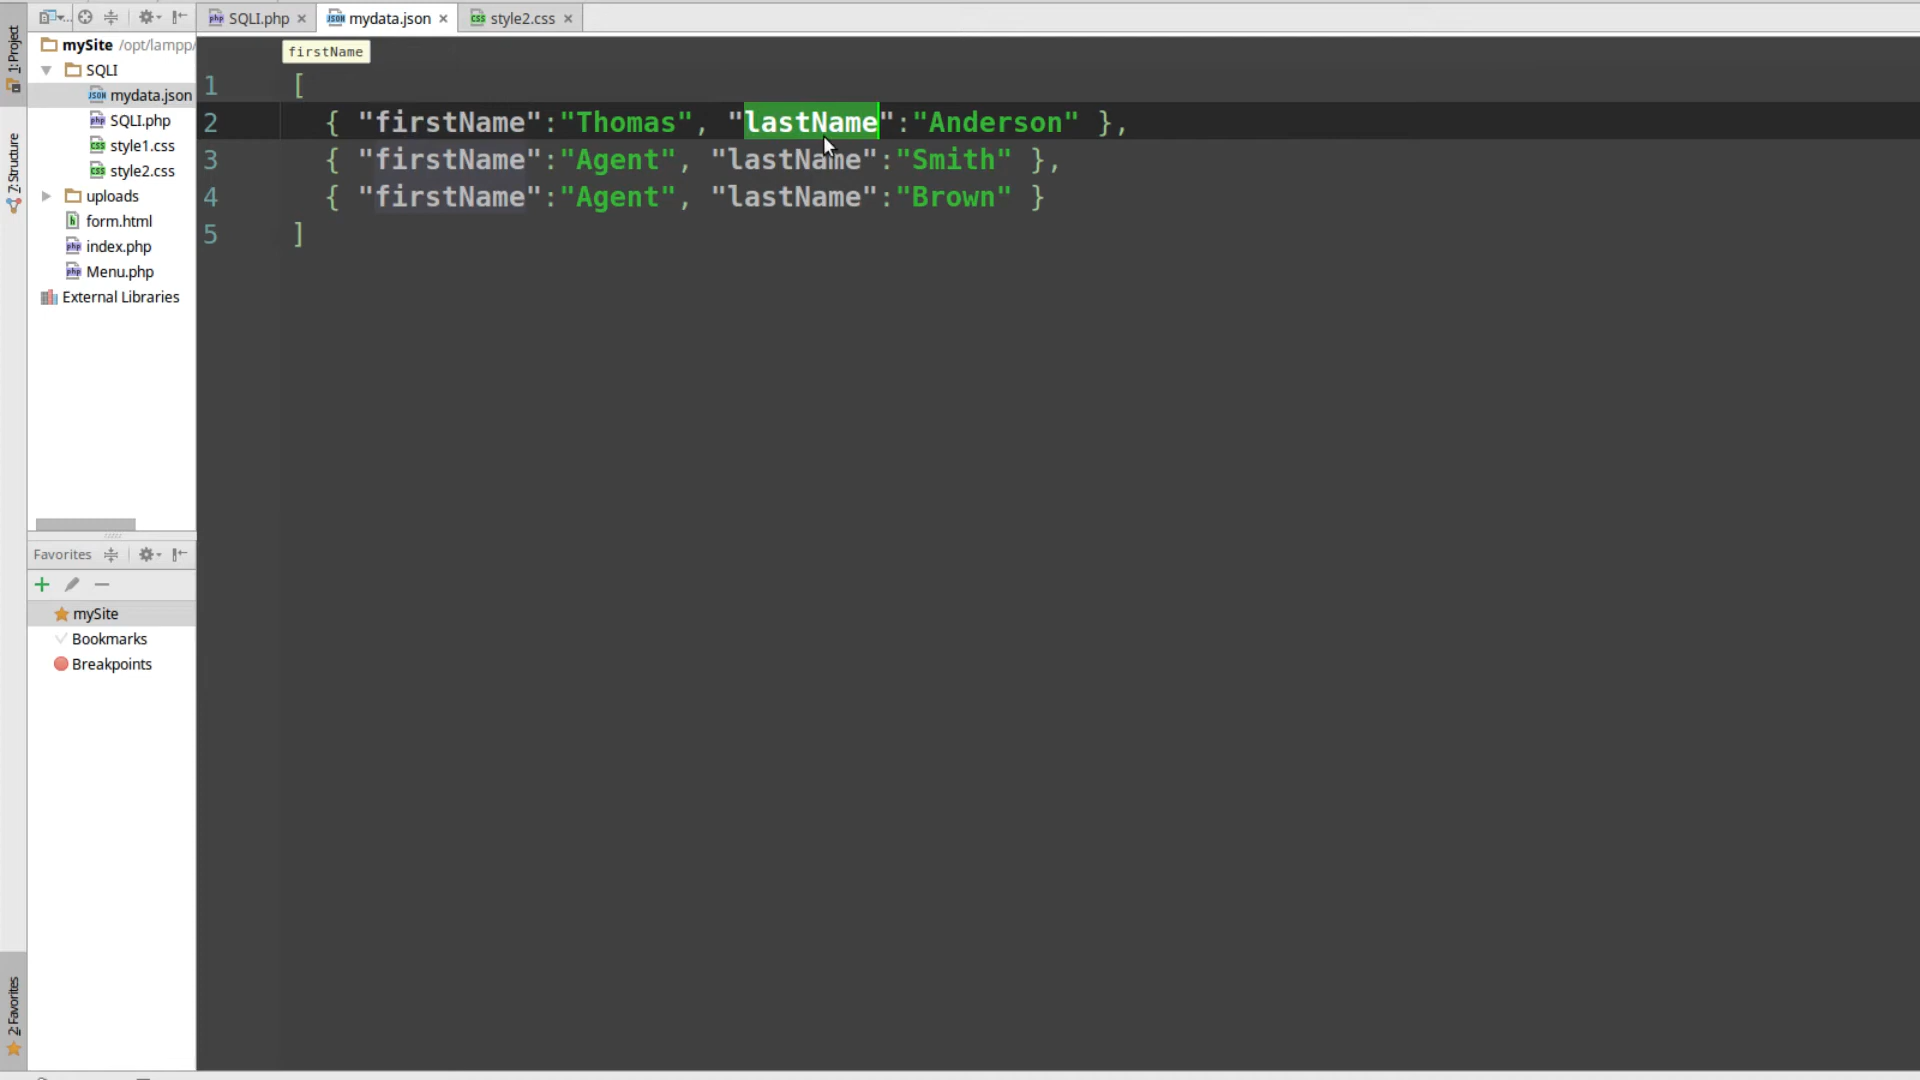 1: Project
7: Structure
2: Favorites
mySite /opt/lampp/
SQLI
mydata.json
SQLI.php
style1.css
style2.css
uploads
form.html
index.php
Menu.php
External Libraries
Favorites
mySite
Bookmarks
Breakpoints
SQLI.php mydata.json style2.css
firstName
1 [
2 { "firstName":"Thomas", "lastName":"Anderson" },
3 { "firstName":"Agent", "lastName":"Smith" },
4 { "firstName":"Agent", "lastName":"Brown" }
5 ]